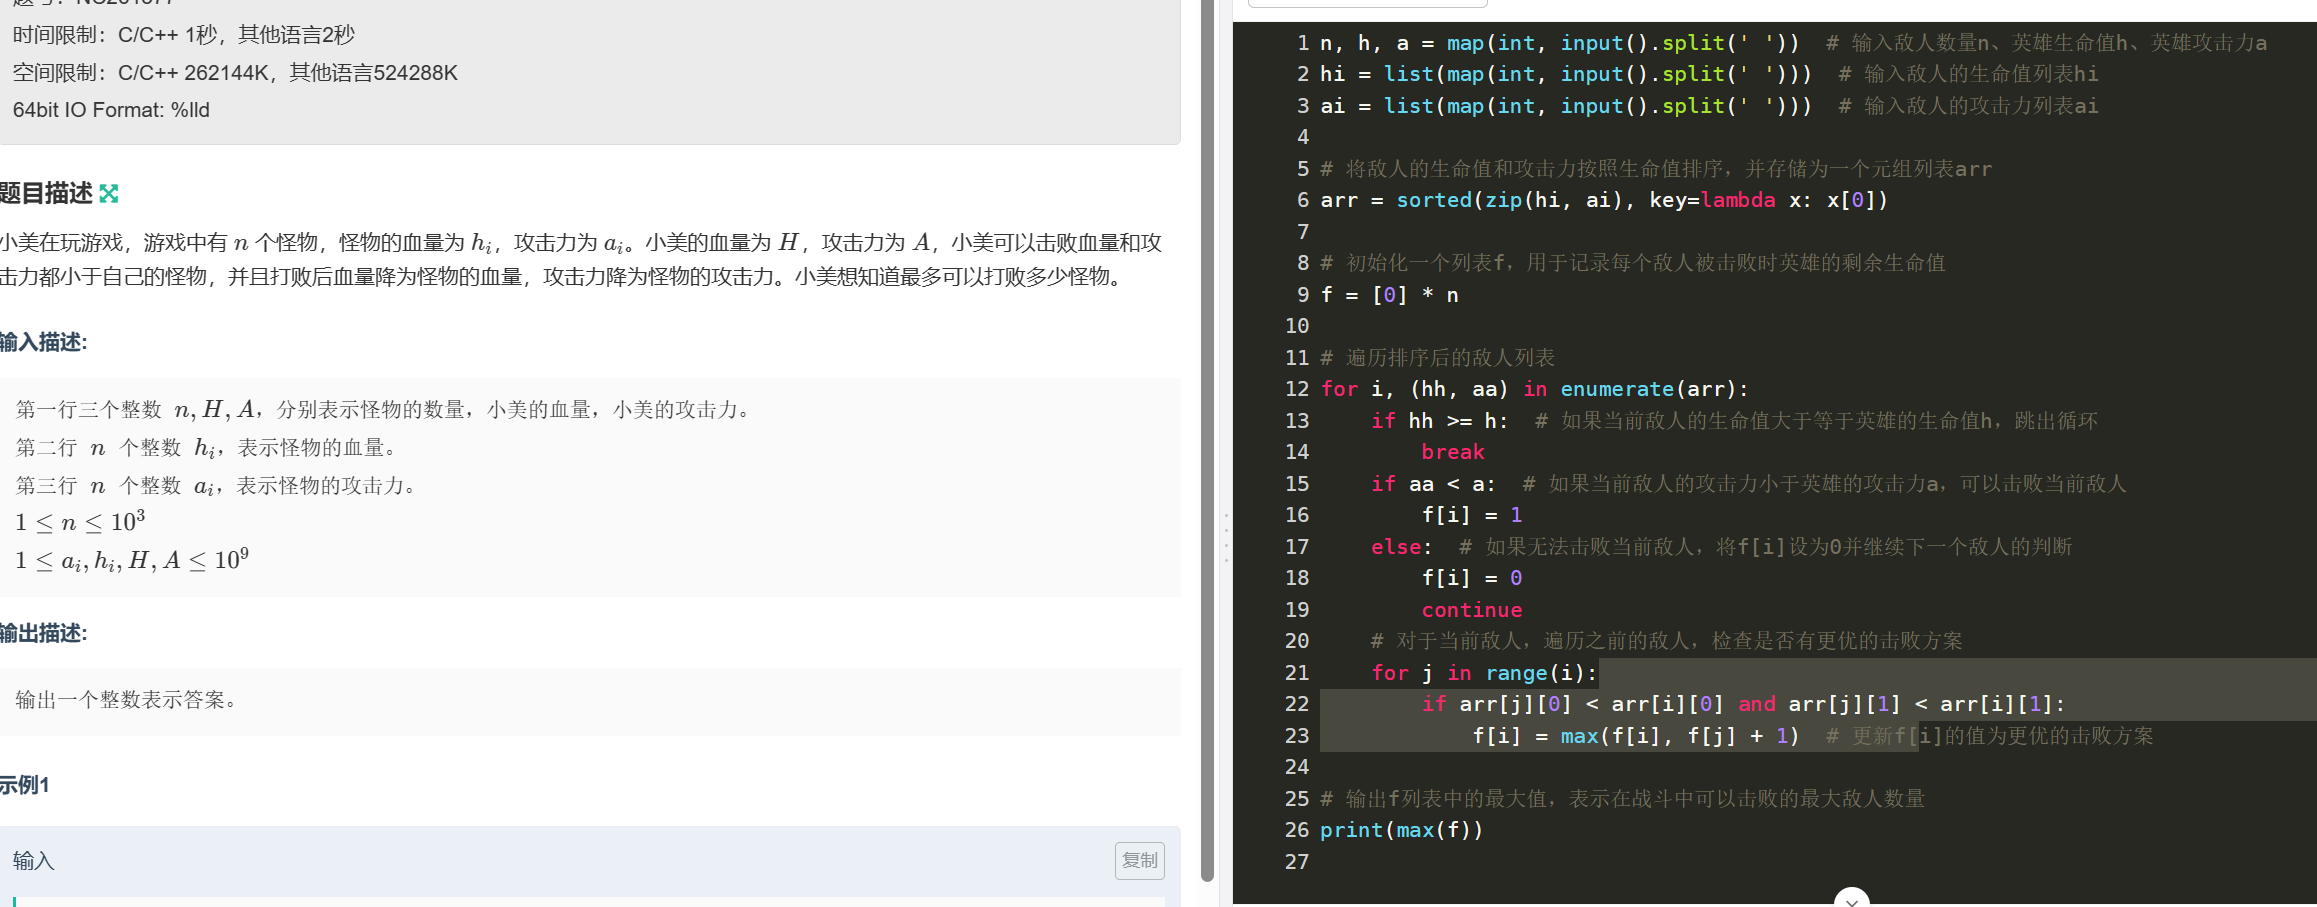 时间限制：C/C++ 1秒，其他语言2秒
空间限制：C/C++ 262144K，其他语言524288K
64bit IO Format: %lld
题目描述
小美在玩游戏，游戏中有 n 个怪物，怪物的血量为 hi，攻击力为 ai。小美的血量为 H，攻击力为 A，小美可以击败血量和攻
击力都小于自己的怪物，并且打败后血量降为怪物的血量，攻击力降为怪物的攻击力。小美想知道最多可以打败多少怪物。
输入描述:
第一行三个整数 n, H, A，分别表示怪物的数量，小美的血量，小美的攻击力。
第二行 n 个整数 hi，表示怪物的血量。
第三行 n 个整数 ai，表示怪物的攻击力。
1 ≤ n ≤ 10³
1 ≤ ai, hi, H, A ≤ 10⁹
输出描述:
输出一个整数表示答案。
示例1
输入
复制
1 n, h, a = map(int, input().split(' '))  # 输入敌人数量n、英雄生命值h、英雄攻击力a
2 hi = list(map(int, input().split(' ')))  # 输入敌人的生命值列表hi
3 ai = list(map(int, input().split(' ')))  # 输入敌人的攻击力列表ai
4
5 # 将敌人的生命值和攻击力按照生命值排序，并存储为一个元组列表arr
6 arr = sorted(zip(hi, ai), key=lambda x: x[0])
7
8 # 初始化一个列表f，用于记录每个敌人被击败时英雄的剩余生命值
9 f = [0] * n
10
11 # 遍历排序后的敌人列表
12 for i, (hh, aa) in enumerate(arr):
13     if hh >= h:  # 如果当前敌人的生命值大于等于英雄的生命值h，跳出循环
14         break
15     if aa < a:  # 如果当前敌人的攻击力小于英雄的攻击力a，可以击败当前敌人
16         f[i] = 1
17     else:  # 如果无法击败当前敌人，将f[i]设为0并继续下一个敌人的判断
18         f[i] = 0
19         continue
20     # 对于当前敌人，遍历之前的敌人，检查是否有更优的击败方案
21     for j in range(i):
22         if arr[j][0] < arr[i][0] and arr[j][1] < arr[i][1]:
23             f[i] = max(f[i], f[j] + 1)  # 更新f[i]的值为更优的击败方案
24
25 # 输出f列表中的最大值，表示在战斗中可以击败的最大敌人数量
26 print(max(f))
27